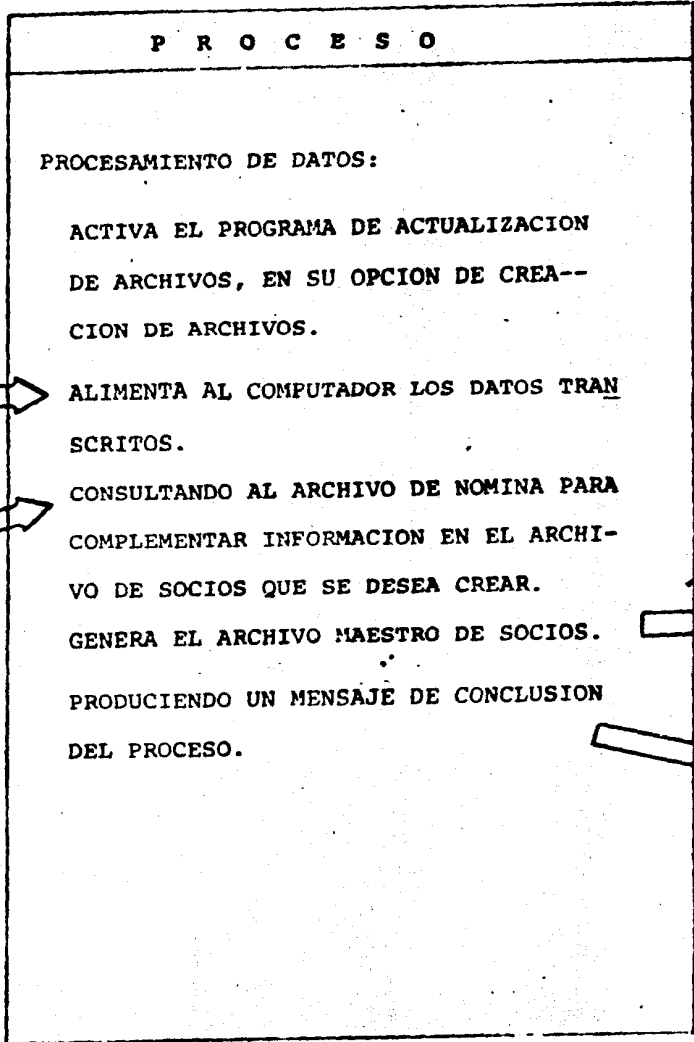 P R O C E S O
PROCESAMIENTO DE DATOS:
ACTIVA EL PROGRAMA DE ACTUALIZACION
DE ARCHIVOS, EN SU OPCION DE CREA--
CION DE ARCHIVOS.
ALIMENTA AL COMPUTADOR LOS DATOS TRAN
SCRITOS.
CONSULTANDO AL ARCHIVO DE NOMINA PARA
COMPLEMENTAR INFORMACION EN EL ARCHI-
VO DE SOCIOS QUE SE DESEA CREAR.
GENERA EL ARCHIVO MAESTRO DE SOCIOS.
PRODUCIENDO UN MENSAJE DE CONCLUSION
DEL PROCESO.